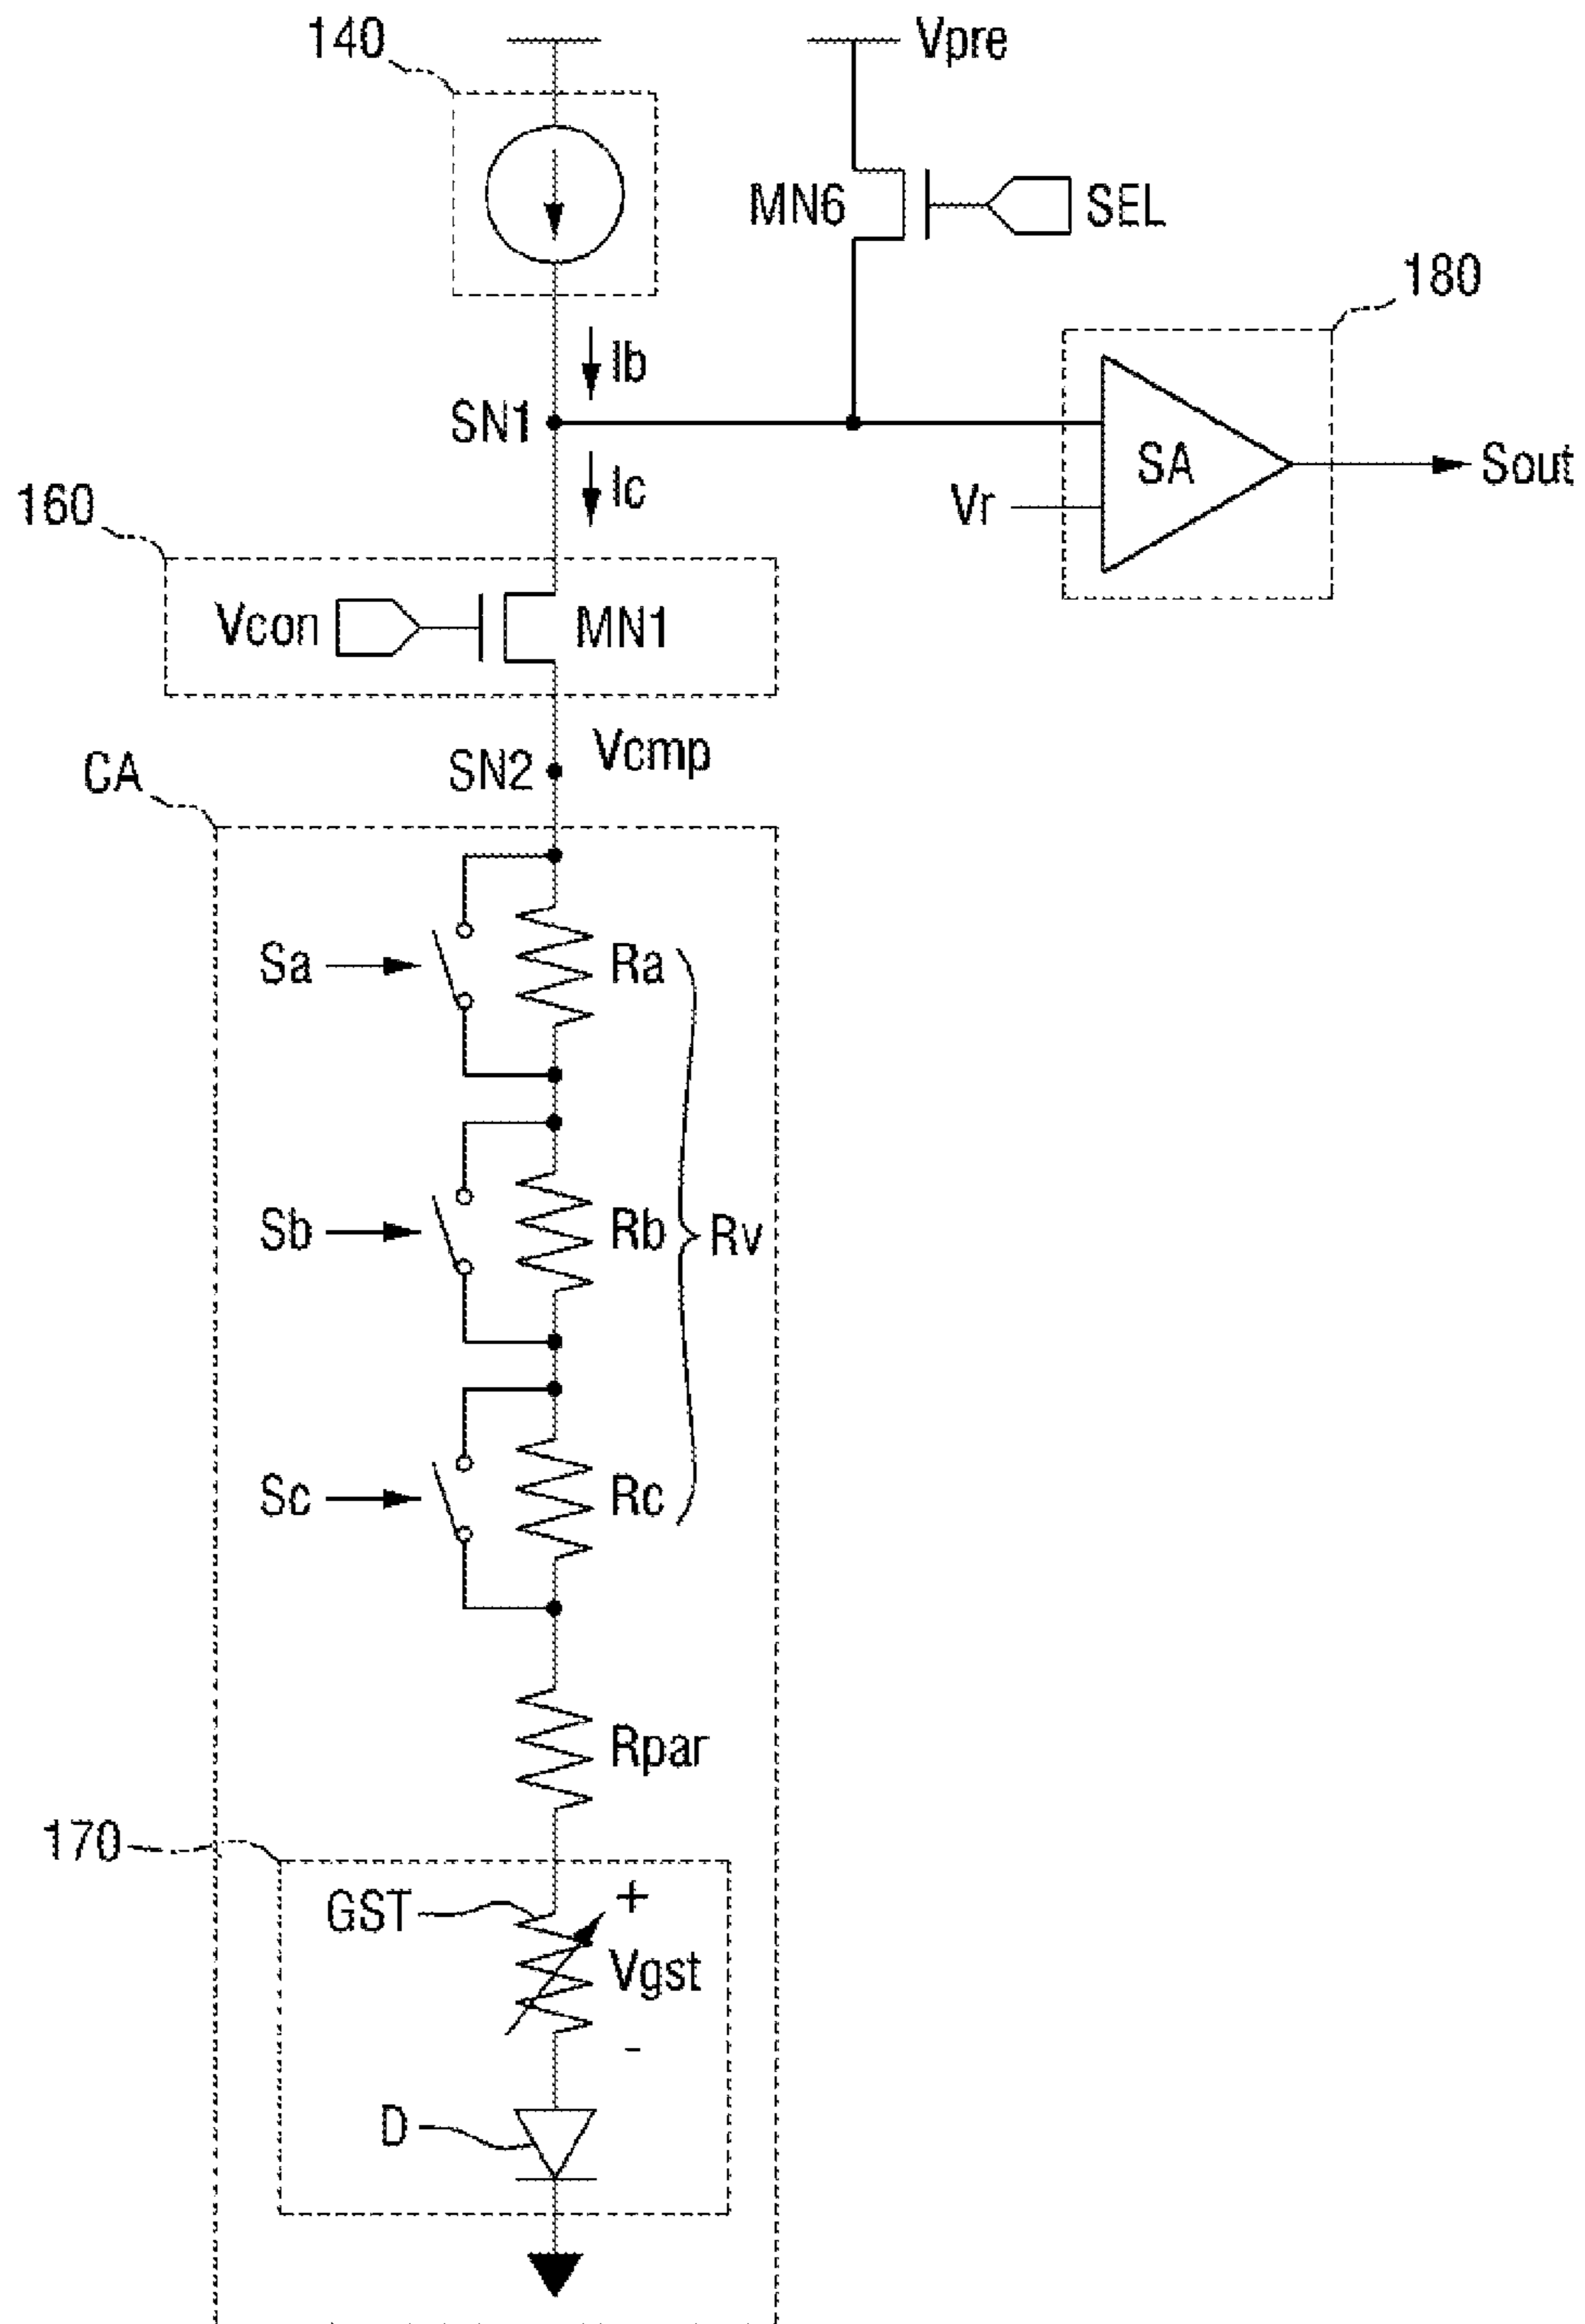 140
Vpre
MN6
SEL
180
Ib
SN1
SA
Sout
Ic
Vr
160
Vcon
MN1
Vcmp
SN2
CA
Sa
Ra
Sb
Rb
Rv
Sc
Rc
Rpar
170
GST
+
Vgst
-
D